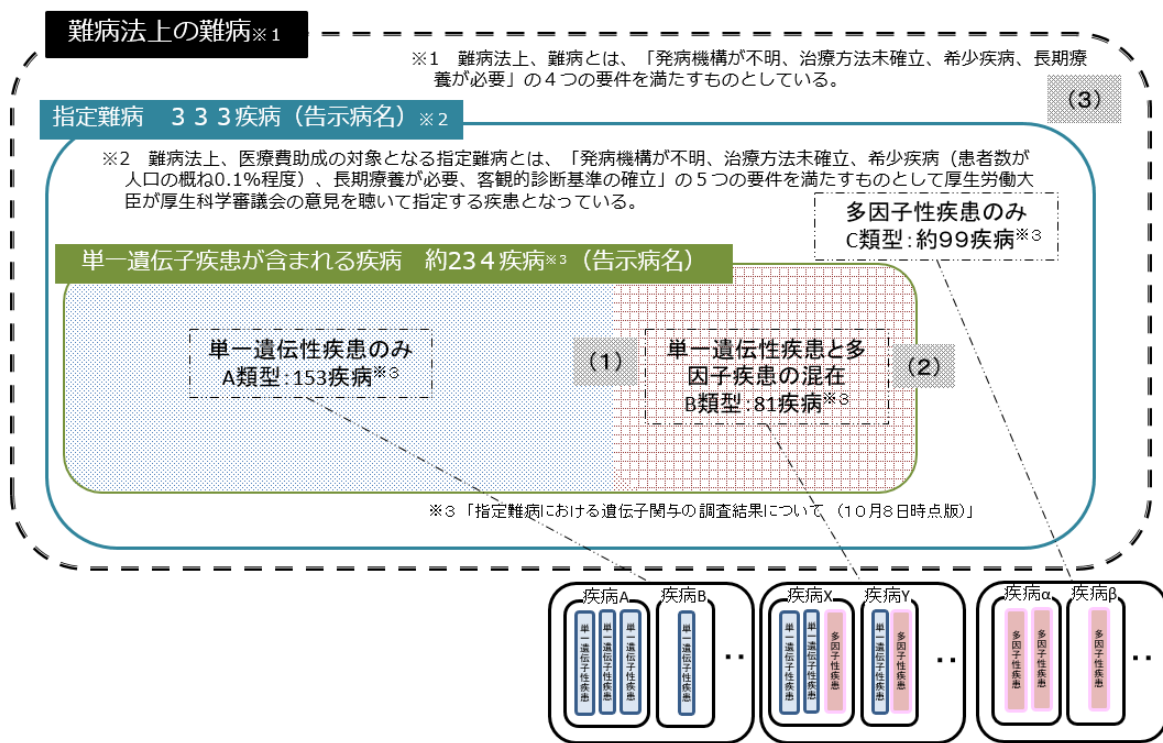 難病法上の難病※1
※1　難病法上、難病とは、「発病機構が不明、治療方法未確立、希少疾病、長期療
養が必要」の４つの要件を満たすものとしている。
(3)
指定難病　３３３疾病（告示病名）※2
※2　難病法上、医療費助成の対象となる指定難病とは、「発病機構が不明、治療方法未確立、希少疾病（患者数が
人口の概ね0.1%程度）、長期療養が必要、客観的診断基準の確立」の５つの要件を満たすものとして厚生労働大
臣が厚生科学審議会の意見を聴いて指定する疾患となっている。
多因子性疾患のみ
C類型：約99疾病※3
単一遺伝子疾患が含まれる疾病　約234疾病※3（告示病名）
単一遺伝性疾患のみ
A類型：153疾病※3
(1)
単一遺伝性疾患と多
因子疾患の混在
B類型：81疾病※3
(2)
※3「指定難病における遺伝子関与の調査結果について（10月8日時点版）」
疾病A
単一遺伝子性疾患
単一遺伝子性疾患
単一遺伝子性疾患
疾病B
単一遺伝子性疾患
‥
疾病X
単一遺伝子性疾患
単一遺伝子性疾患
多因子性疾患
疾病Y
単一遺伝子性疾患
多因子性疾患
‥
疾病α
多因子性疾患
多因子性疾患
疾病β
多因子性疾患
‥